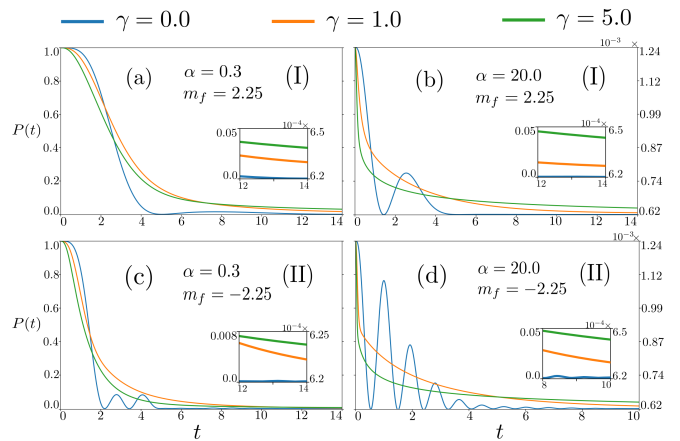 γ = 0.0 γ = 1.0 γ = 5.0
10⁻³ ×
1.0 1.24
(a) α = 0.3 (I) (b) α = 20.0 (I)
m_f = 2.25 m_f = 2.25
0.8 1.12
0.6 0.99
P(t)
0.05 10⁻⁴× 6.5 0.05 10⁻⁴× 6.5
0.4 0.87
0.0 6.2 0.0 6.2
12 14 12 14
0.2 0.74
0.0 0.62
0 2 4 6 8 10 12 14 0 2 4 6 8 10 12 14
10⁻³×
1.0 1.24
(c) α = 0.3 (II) (d) α = 20.0 (II)
m_f = −2.25 m_f = −2.25
0.8 1.12
0.6 0.99
P(t)
0.008 10⁻⁴× 6.25 0.05 10⁻⁴× 6.5
0.4 0.87
0.0 6.2 0.0 6.2
12 14 8 10
0.2 0.74
0.0 0.62
0 2 4 6 8 10 12 14 0 2 4 6 8 10
t t